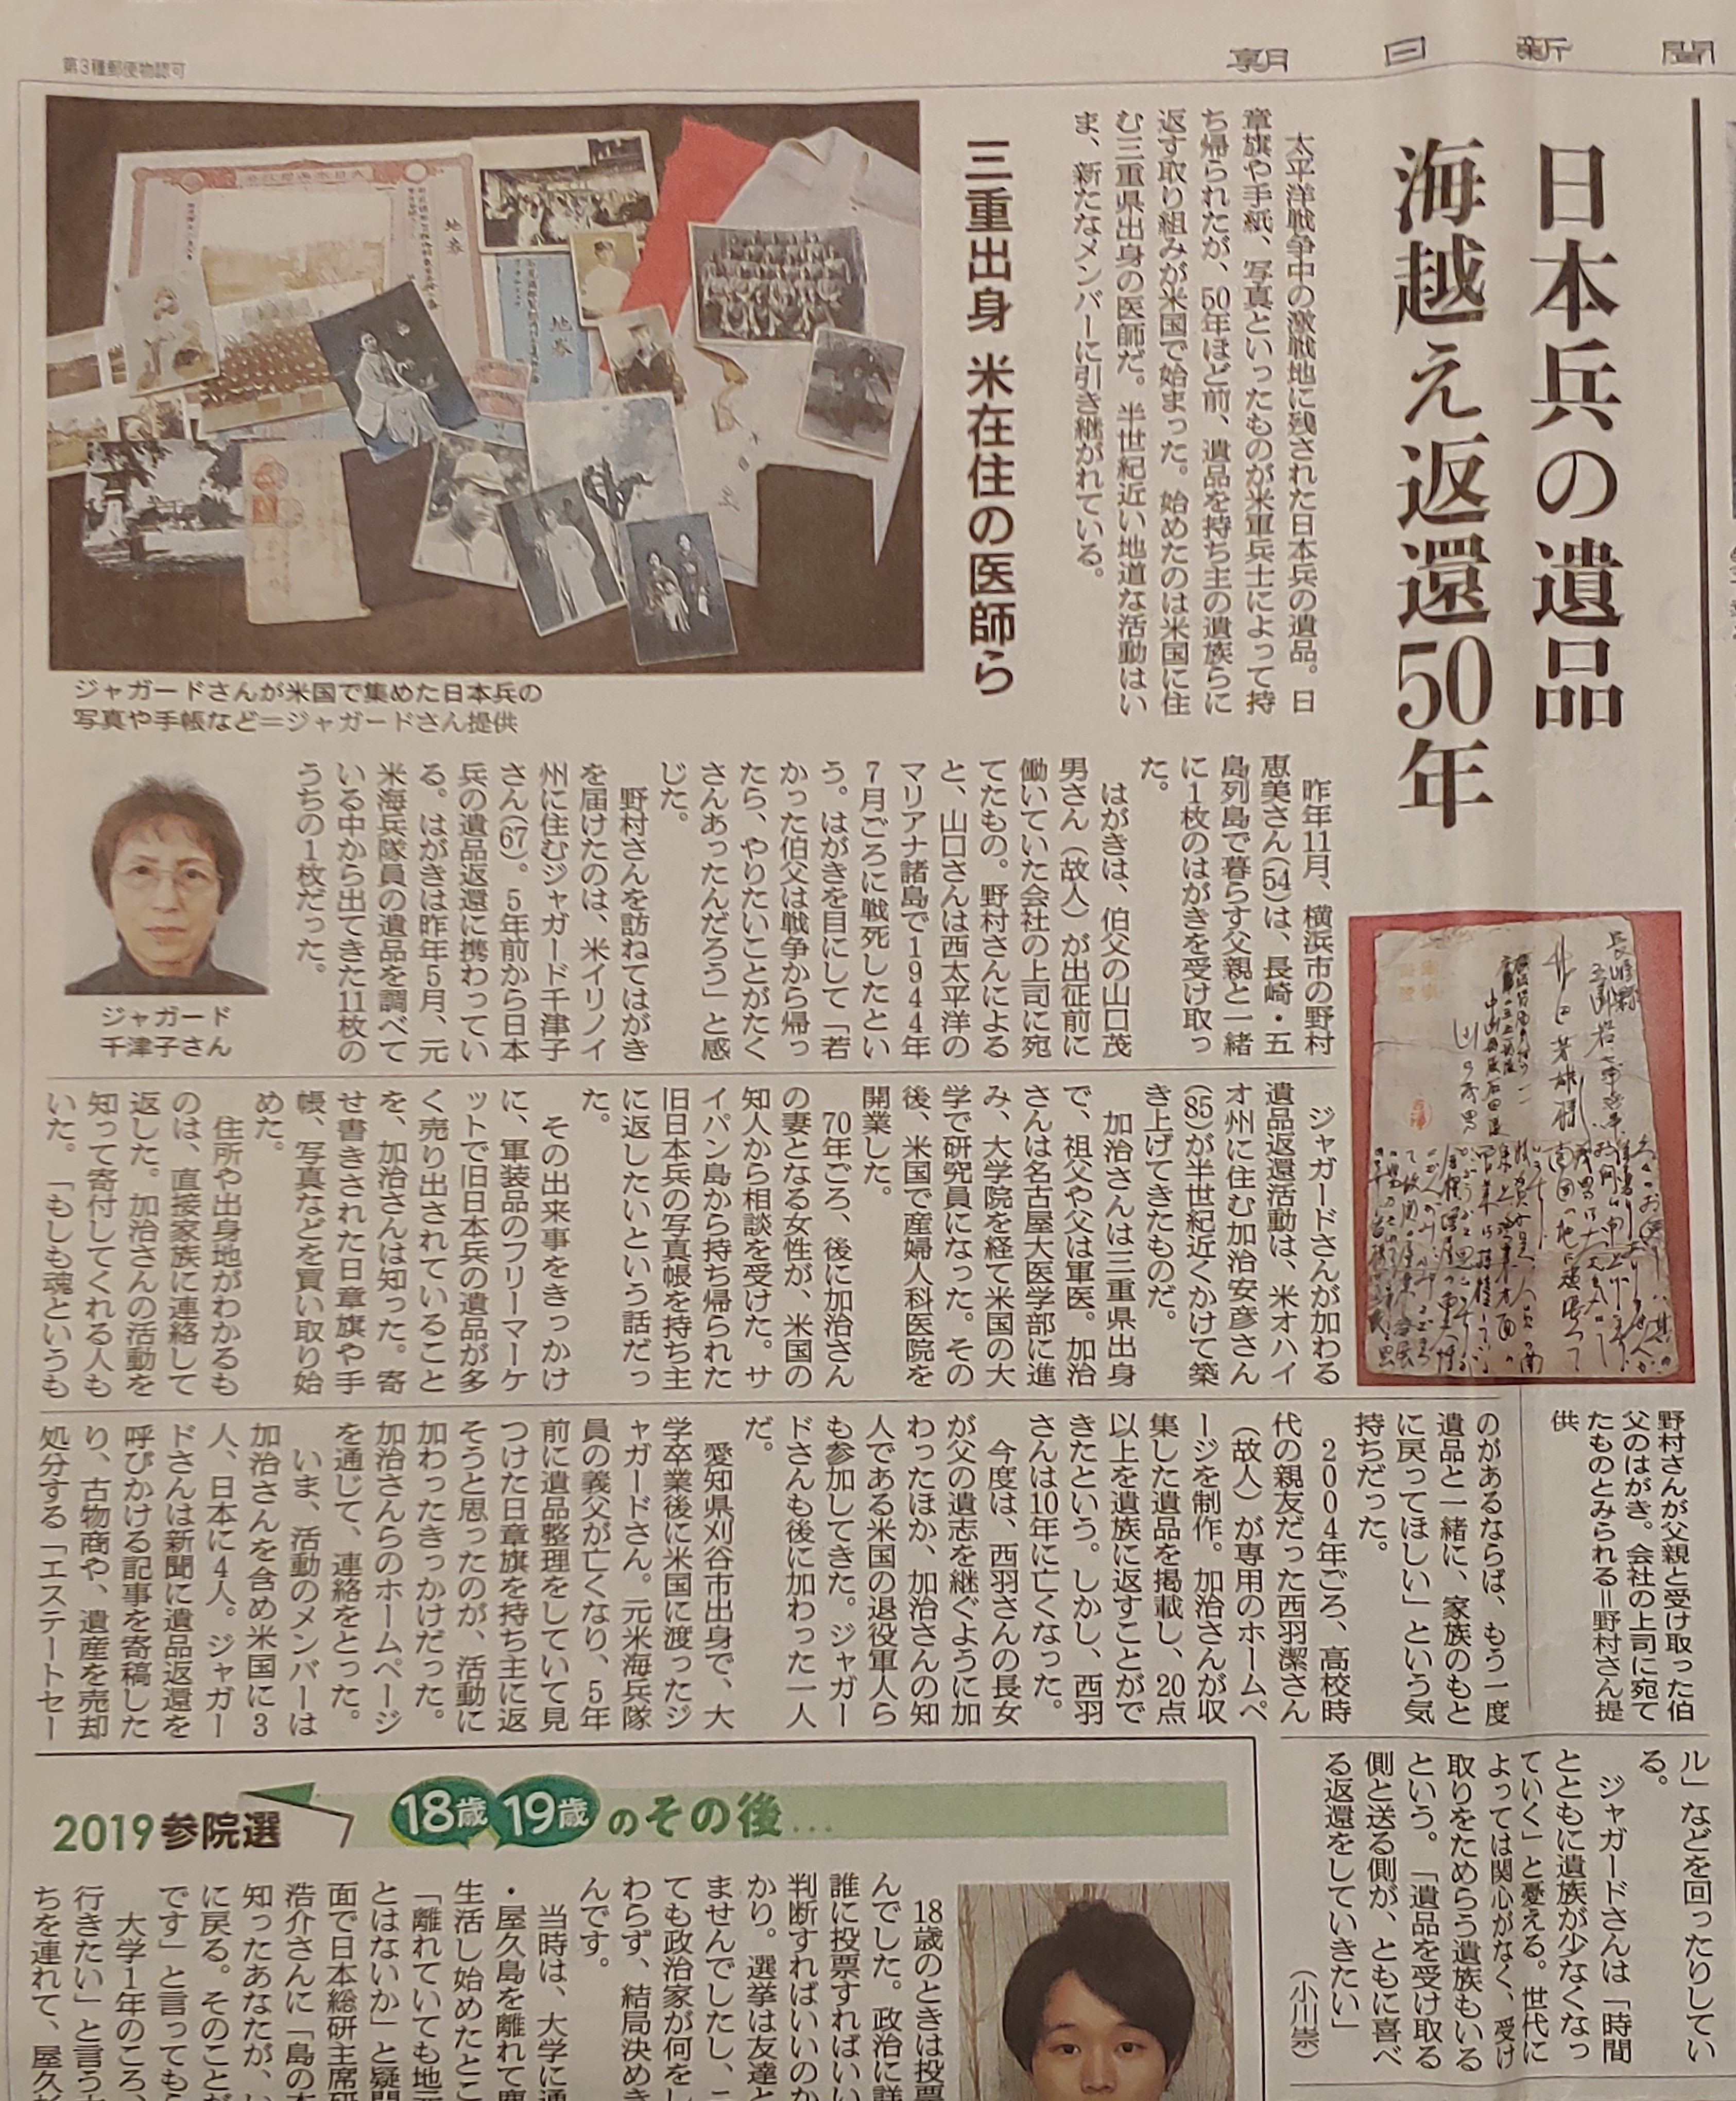 第3種郵便物認可
朝日新聞
日本兵の遺品
海越え返還50年
三重出身 米在住の医師ら
太平洋戦争中の激戦地に残された日本兵の遺品。日
章旗や手紙、写真といったものが米軍兵士によって持
ち帰られたが、50年ほど前、遺品を持ち主の遺族らに
返す取り組みが米国で始まった。始めたのは米国に住
む三重県出身の医師だ。半世紀近い地道な活動はい
ま、新たなメンバーに引き継がれている。
地券
地券
ジャガードさんが米国で集めた日本兵の
写真や手帳など＝ジャガードさん提供
昨年11月、横浜市の野村
恵美さん(54)は、長崎・五
島列島で暮らす父親と一緒
に1枚のはがきを受け取っ
た。
はがきは、伯父の山口茂
男さん（故人）が出征前に
働いていた会社の上司に宛
てたもの。野村さんによる
と、山口さんは西太平洋の
マリアナ諸島で1944年
7月ごろに戦死したとい
う。はがきを目にして「若
かった伯父は戦争から帰っ
たら、やりたいことがたく
さんあったんだろう」と感
じた。
野村さんを訪ねてはがき
を届けたのは、米イリノイ
州に住むジャガード千津子
さん(67)。5年前から日本
兵の遺品返還に携わってい
る。はがきは昨年5月、元
米海兵隊員の遺品を調べて
いる中から出てきた11枚の
うちの1枚だった。
ジャガード
千津子さん
ジャガードさんが加わる
遺品返還活動は、米オハイ
オ州に住む加治安彦さん
(85)が半世紀近くかけて築
き上げてきたものだ。
加治さんは三重県出身
で、祖父や父は軍医。加治
さんは名古屋大医学部に進
み、大学院を経て米国の大
学で研究員になった。その
後、米国で産婦人科医院を
開業した。
70年ごろ、後に加治さん
の妻となる女性が、米国の
知人から相談を受けた。サ
イパン島から持ち帰られた
旧日本兵の写真帳を持ち主
に返したいという話だっ
た。
その出来事をきっかけ
に、軍装品のフリーマーケ
ットで旧日本兵の遺品が多
く売り出されていること
を、加治さんは知った。寄
せ書きされた日章旗や手
帳、写真などを買い取り始
めた。
住所や出身地がわかるも
のは、直接家族に連絡して
返した。加治さんの活動を
知って寄付してくれる人も
いた。「もしも魂というも
野村さんが父親と受け取った伯
父のはがき。会社の上司に宛て
たものとみられる＝野村さん提
供
のがあるならば、もう一度
遺品と一緒に、家族のもと
に戻ってほしい」という気
持ちだった。
2004年ごろ、高校時
代の親友だった西羽潔さん
（故人）が専用のホームペ
ージを制作。加治さんが収
集した遺品を掲載し、20点
以上を遺族に返すことがで
きたという。しかし、西羽
さんは10年に亡くなった。
今度は、西羽さんの長女
が父の遺志を継ぐように加
わったほか、加治さんの知
人である米国の退役軍人ら
も参加してきた。ジャガー
ドさんも後に加わった一人
だ。
愛知県刈谷市出身で、大
学卒業後に米国に渡ったジ
ャガードさん。元米海兵隊
員の義父が亡くなり、5年
前に遺品整理をしていて見
つけた日章旗を持ち主に返
そうと思ったのが、活動に
加わったきっかけだった。
加治さんらのホームページ
を通じて、連絡をとった。
いま、活動のメンバーは
加治さんを含め米国に3
人、日本に4人。ジャガー
ドさんは新聞に遺品返還を
呼びかける記事を寄稿した
り、古物商や、遺産を売却
処分する「エステートセー
ル」などを回ったりしてい
る。
ジャガードさんは「時間
とともに遺族が少なくなっ
ていく」と憂える。世代に
よっては関心がなく、受け
取りをためらう遺族もいる
という。「遺品を受け取る
側と送る側が、ともに喜べ
る返還をしていきたい」
（小川崇）
2019参院選
18歳 19歳のその後…
18歳のときは投票
んでした。政治に詳
誰に投票すればいい
判断すればいいのか
かり。選挙は友達と
ませんでしたし、
ても政治家が何をし
わらず、結局決めき
んです。
当時は、大学に通
・屋久島を離れて鹿
生活し始めたとこ
「離れていても地元
とはないか」と疑問
面で日本総研主席研
浩介さんに「島の
知ったあなたが、い
に戻る。そのことが
です」と言ってもら
大学1年のころ、
行きたい」と言う
ちを連れて、屋久